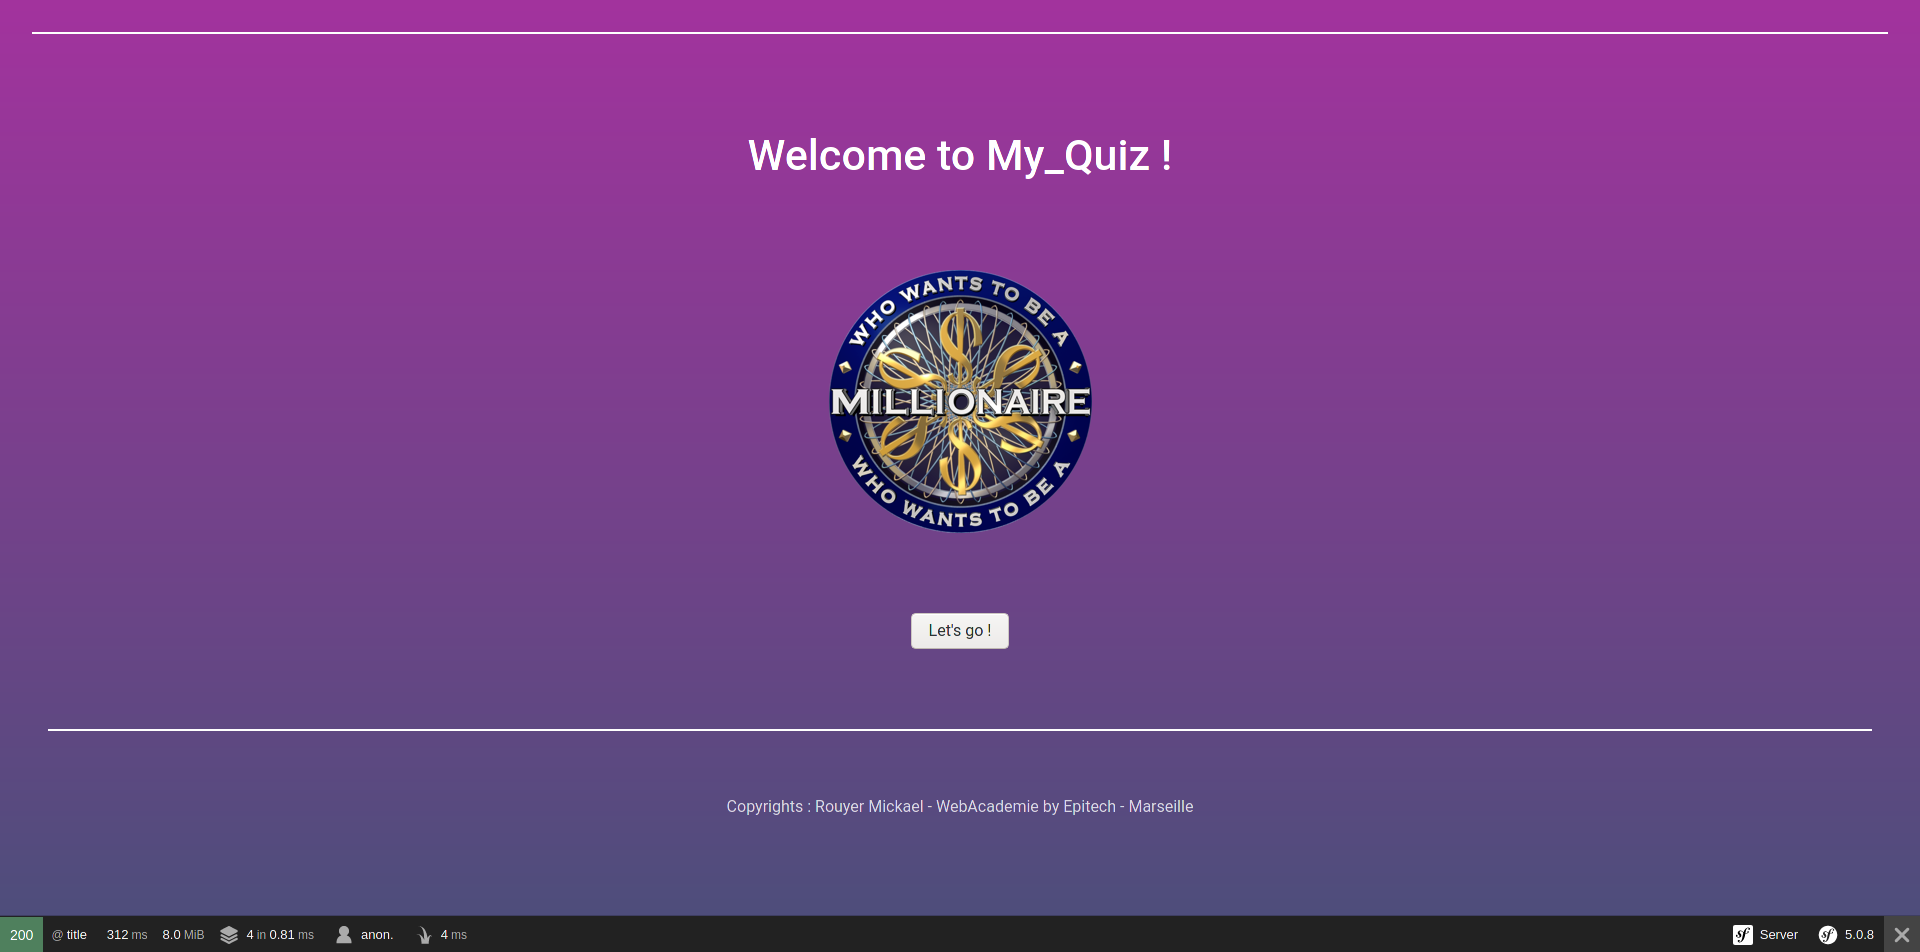 Welcome to My_Quiz !
WHO WANTS TO BE A
MILLIONAIRE
WHO WANTS TO BE A
Let's go !
Copyrights : Rouyer Mickael - WebAcademie by Epitech - Marseille
200 @ title 312 ms 8.0 MiB 4 in 0.81 ms anon. 4 ms sf Server sf 5.0.8